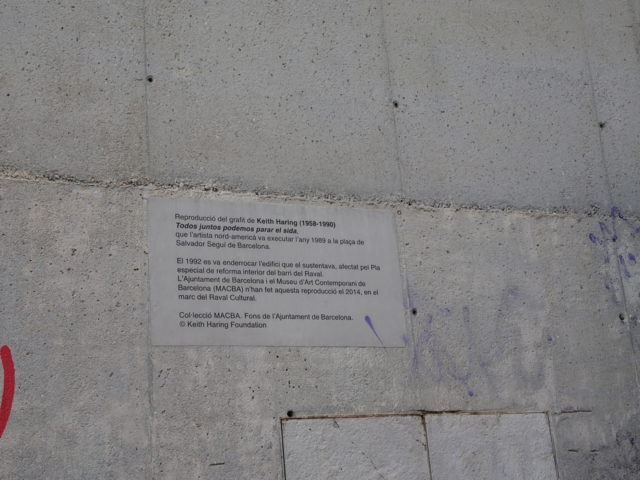 Reproducció del grafit de Keith Haring (1958-1990)
Todos juntos podemos parar el sida,
que l'artista nord-americà va executar l'any 1989 a la plaça de
Salvador Seguí de Barcelona.
El 1992 es va enderrocar l'edifici que el sustentava, afectat pel Pla
especial de reforma interior del barri del Raval.
L'Ajuntament de Barcelona i el Museu d'Art Contemporani de
Barcelona (MACBA) n'han fet aquesta reproducció el 2014, en el
marc del Raval Cultural.
Col·lecció MACBA. Fons de l'Ajuntament de Barcelona.
© Keith Haring Foundation